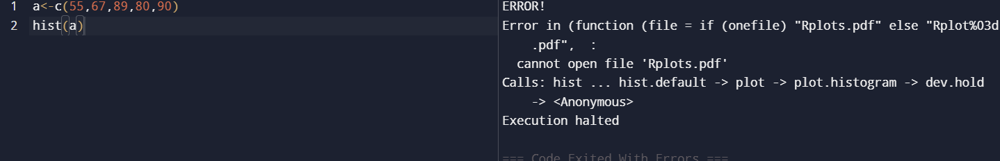 1 a<-c(55,67,89,80,90)
2 hist(a)
ERROR!
Error in (function (file = if (onefile) "Rplots.pdf" else "Rplot%03d
.pdf", :
cannot open file 'Rplots.pdf'
Calls: hist ... hist.default -> plot -> plot.histogram -> dev.hold
-> <Anonymous>
Execution halted
=== Code Exited With Errors ===